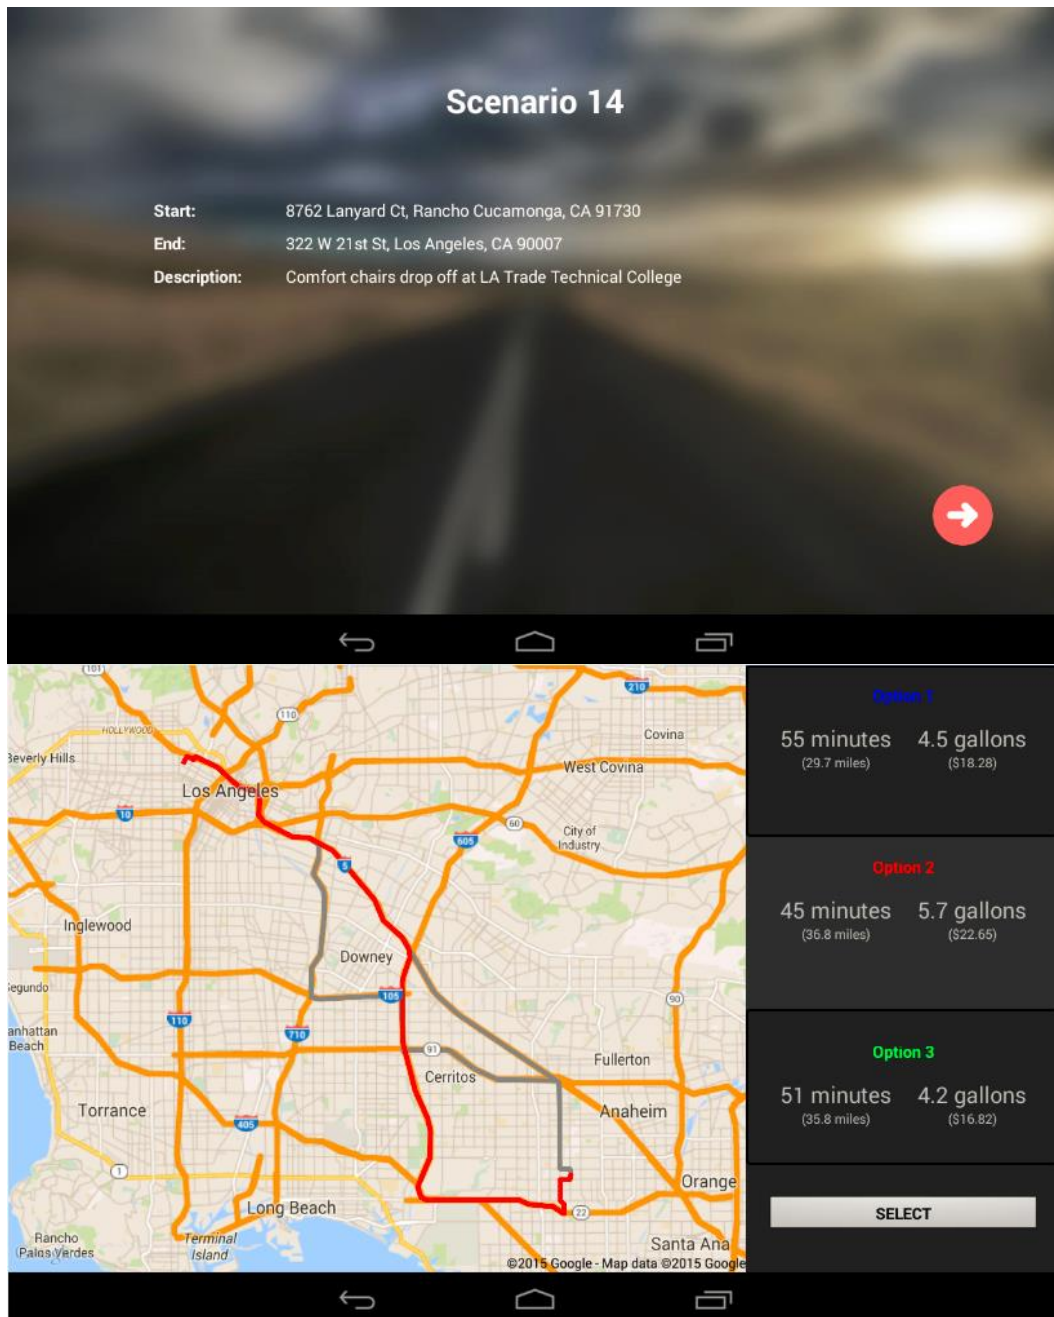 Scenario 14
Start: 8762 Lanyard Ct, Rancho Cucamonga, CA 91730
End: 322 W 21st St, Los Angeles, CA 90007
Description: Comfort chairs drop off at LA Trade Technical College
101
210
110
HOLLYWOOD
Covina
Beverly Hills
West Covina
Los Angeles
10
60
City of
Industry
605
5
Inglewood
Downey
Segundo
105
90
110
710
anhattan
Beach
91
Fullerton
Cerritos
Torrance
Anaheim
405
1
Orange
Long Beach
22
Rancho
Palos Verdes
Terminal
Island
Santa Ana
©2015 Google - Map data ©2015 Google
Option 1
55 minutes 4.5 gallons
(29.7 miles) ($18.28)
Option 2
45 minutes 5.7 gallons
(36.8 miles) ($22.65)
Option 3
51 minutes 4.2 gallons
(35.8 miles) ($16.82)
SELECT